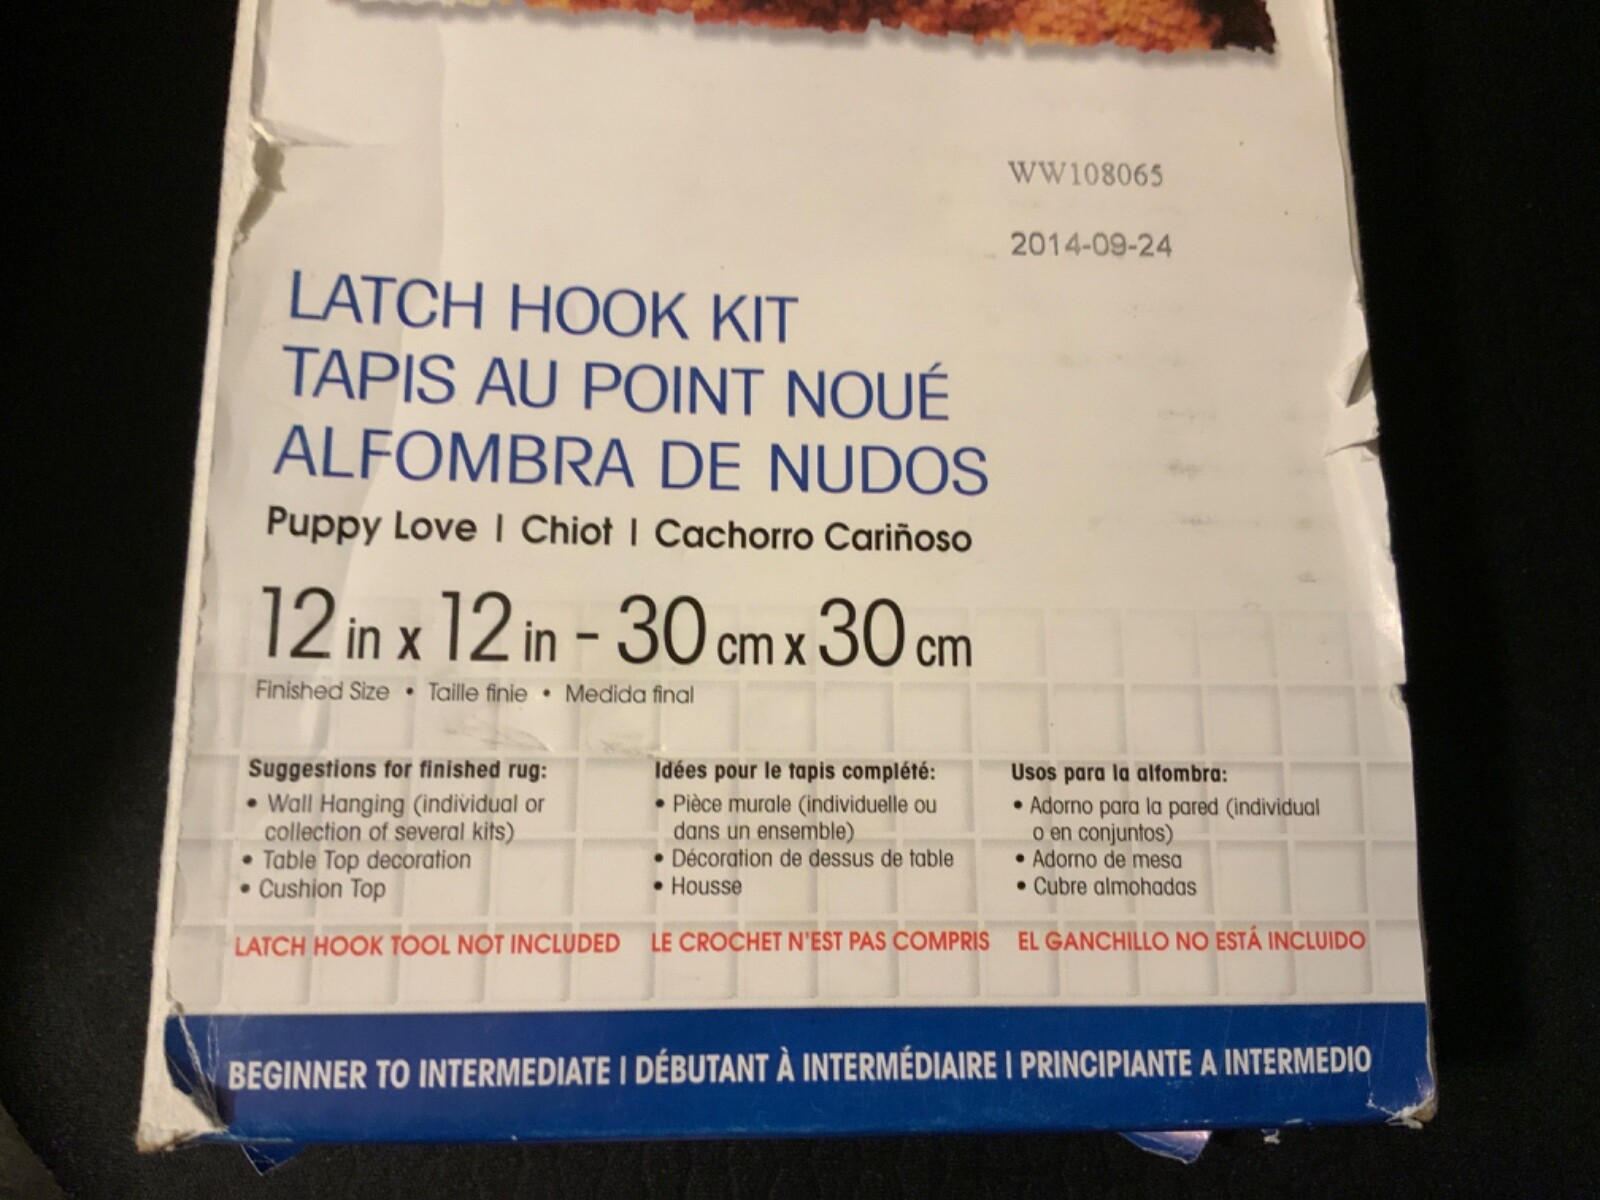 WW108065
2014-09-24
LATCH HOOK KIT
TAPIS AU POINT NOUÉ
ALFOMBRA DE NUDOS
Puppy Love | Chiot | Cachorro Cariñoso
12 in x 12 in - 30 cm x 30 cm
Finished Size • Taille finie • Medida final
Suggestions for finished rug:
• Wall Hanging (individual or
collection of several kits)
• Table Top decoration
• Cushion Top
Idées pour le tapis complété:
• Pièce murale (individuelle ou
dans un ensemble)
• Décoration de dessus de table
• Housse
Usos para la alfombra:
• Adorno para la pared (individual
o en conjuntos)
• Adorno de mesa
• Cubre almohadas
LATCH HOOK TOOL NOT INCLUDED LE CROCHET N'EST PAS COMPRIS EL GANCHILLO NO ESTÁ INCLUIDO
BEGINNER TO INTERMEDIATE | DÉBUTANT À INTERMÉDIAIRE | PRINCIPIANTE A INTERMEDIO